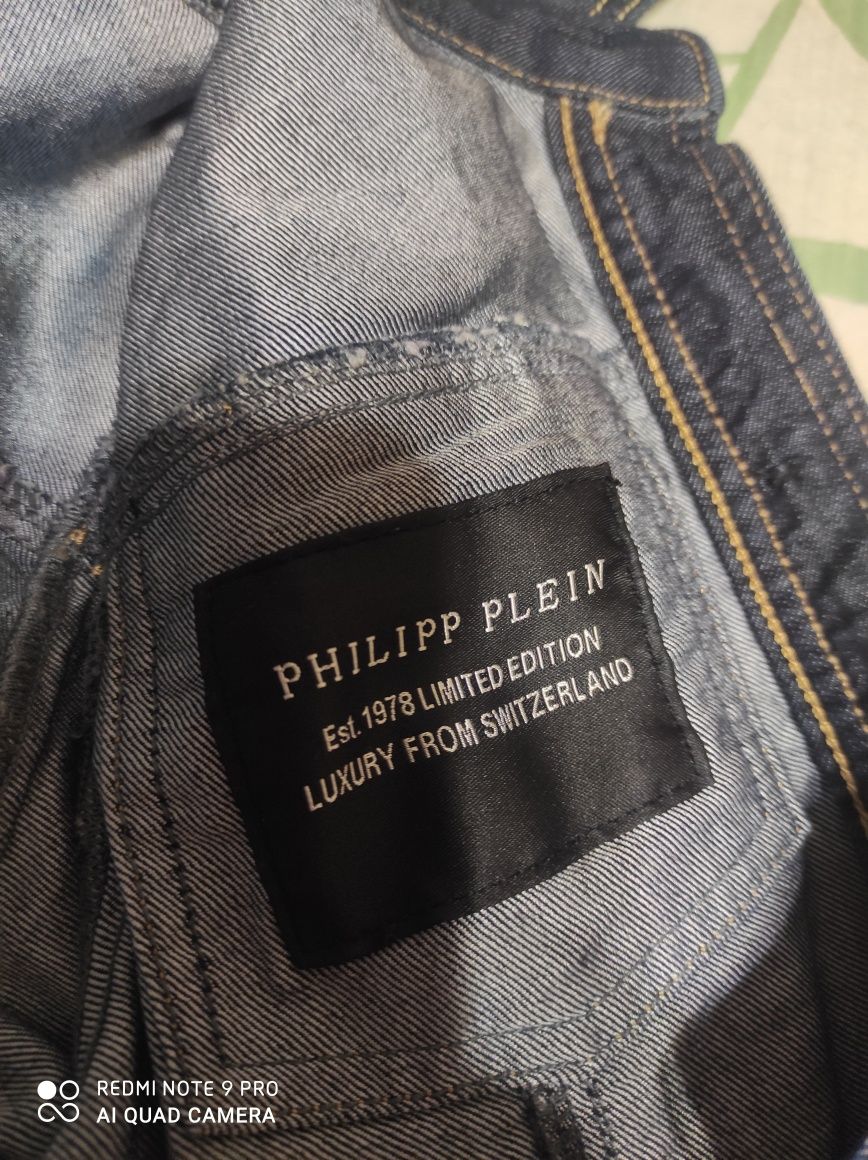 PHILIPP PLEIN
Est. 1978 LIMITED EDITION
LUXURY FROM SWITZERLAND
REDMI NOTE 9 PRO
AI QUAD CAMERA